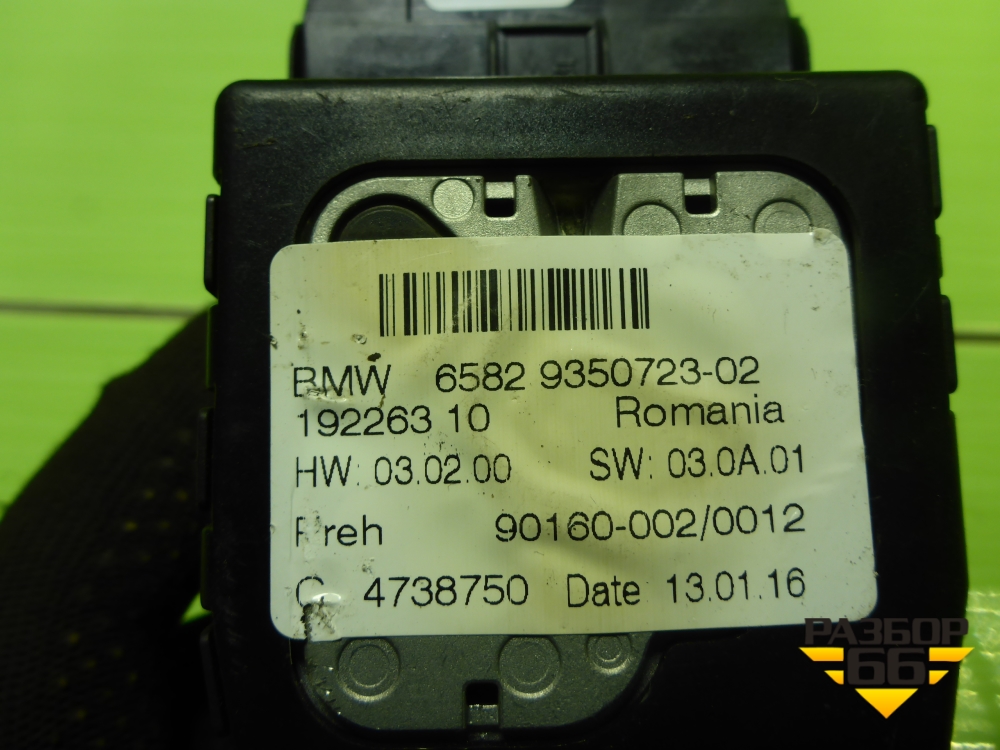 BMW 6582 9350723-02
192263 10 Romania
HW: 03.02.00 SW: 03.0A.01
Preh 90160-002/0012
4738750 Date 13.01.16
РАЗБОР
66